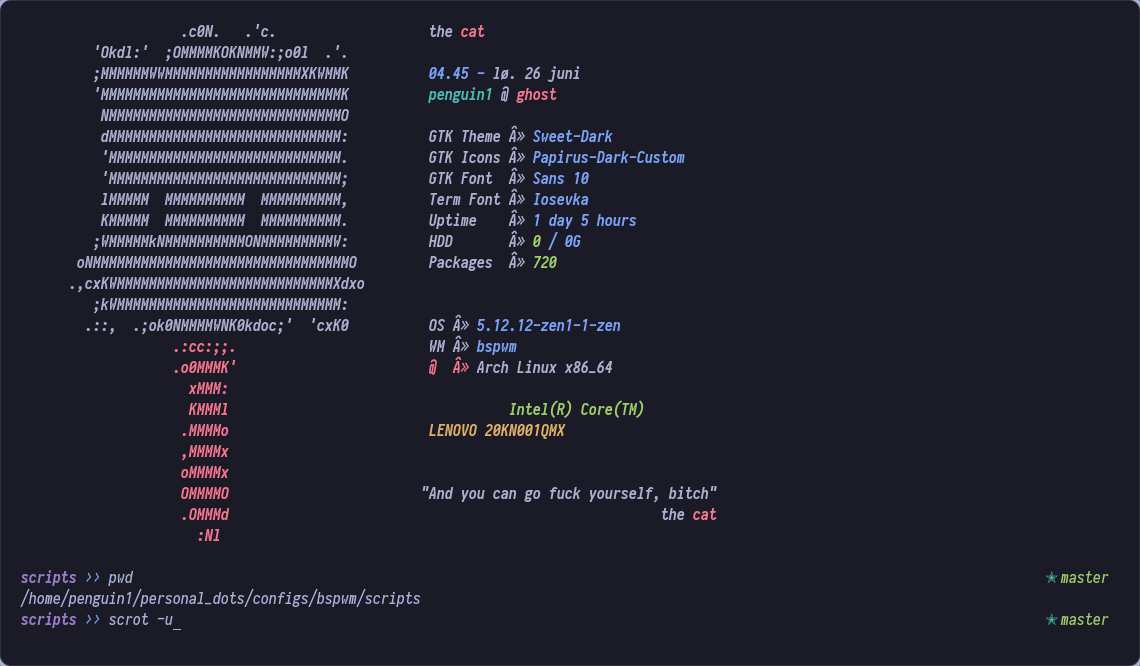 .c0N.   .'c.
'Okdl:'  ;OMMMMKOKNMMW:;o0l  .'.
;MMMMMMWWMMMMMMMMMMMMMMMMMXKWMMK
'MMMMMMMMMMMMMMMMMMMMMMMMMMMMMMK
NMMMMMMMMMMMMMMMMMMMMMMMMMMMMMO
dMMMMMMMMMMMMMMMMMMMMMMMMMMMMM:
'MMMMMMMMMMMMMMMMMMMMMMMMMMMMM.
'MMMMMMMMMMMMMMMMMMMMMMMMMMMMM;
lMMMMM  MMMMMMMMMM  MMMMMMMMMM,
KMMMMM  MMMMMMMMMM  MMMMMMMMMM.
;WMMMMMkNMMMMMMMMMMONMMMMMMMMMW:
oNMMMMMMMMMMMMMMMMMMMMMMMMMMMMMMMMMO
.,cxKWMMMMMMMMMMMMMMMMMMMMMMMMMMMXdxo
;kWMMMMMMMMMMMMMMMMMMMMMMMMMMMM:
.::,  .;ok0NMMMMWNK0kdoc;'  'cxK0
.:cc:;;.
.o0MMMK'
xMMM:
KMMMl
.MMMMo
,MMMMx
oMMMMx
OMMMMO
.OMMMd
:Nl
the cat
04.45 - lø. 26 juni
penguin1 @ ghost
GTK Theme Â» Sweet-Dark
GTK Icons Â» Papirus-Dark-Custom
GTK Font  Â» Sans 10
Term Font Â» Iosevka
Uptime    Â» 1 day 5 hours
HDD       Â» 0 / 0G
Packages  Â» 720
OS Â» 5.12.12-zen1-1-zen
WM Â» bspwm
@  Â» Arch Linux x86_64
Intel(R) Core(TM)
LENOVO 20KN001QMX
"And you can go fuck yourself, bitch"
the cat
scripts >> pwd master
/home/penguin1/personal_dots/configs/bspwm/scripts
scripts >> scrot -u_ master